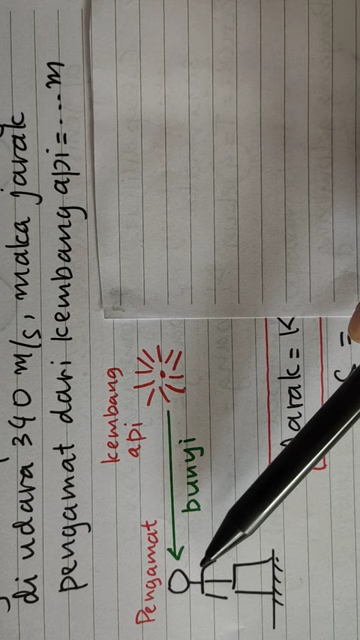 di udara 340 m/s, maka jarak
pengamat dari kembang api = .... m
kembang
api
Pengamat
bunyi
Jarak = K